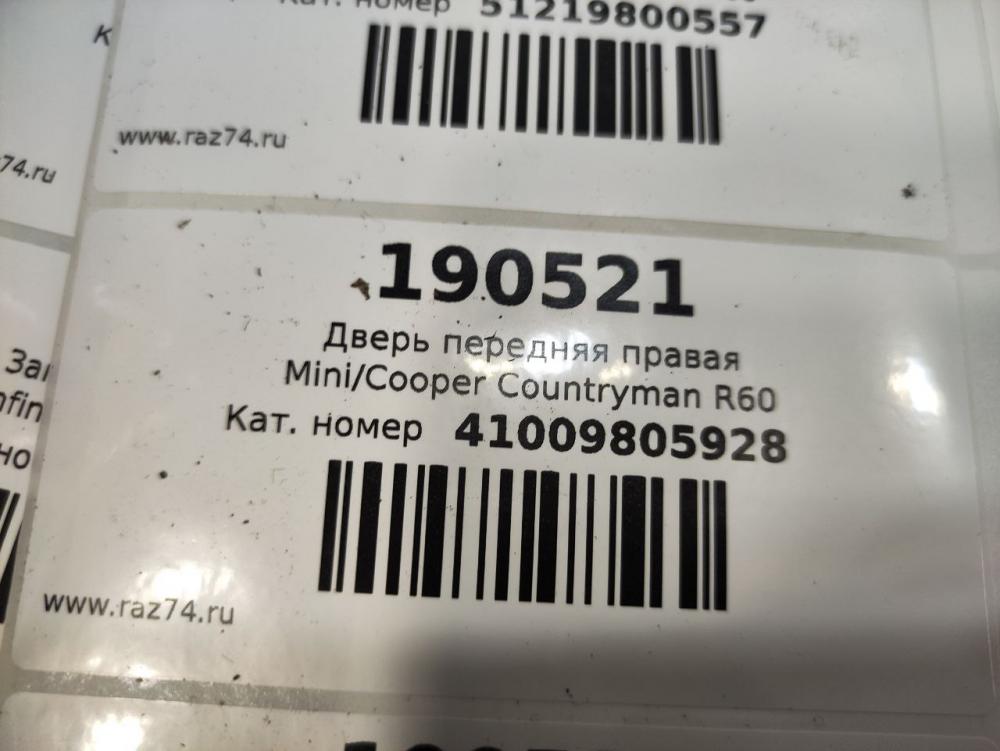 Кат. номер 51219800557
www.raz74.ru
74.ru
190521
Дверь передняя правая
Mini/Cooper Countryman R60
Кат. номер 41009805928
www.raz74.ru